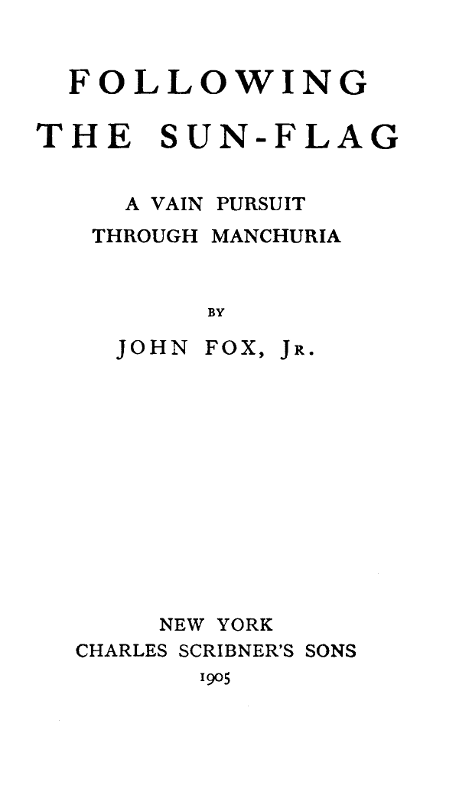 FOLLOWING
THE SUN-FLAG
A VAIN PURSUIT
THROUGH MANCHURIA
BY
JOHN FOX, JR.
NEW YORK
CHARLES SCRIBNER'S SONS
1905